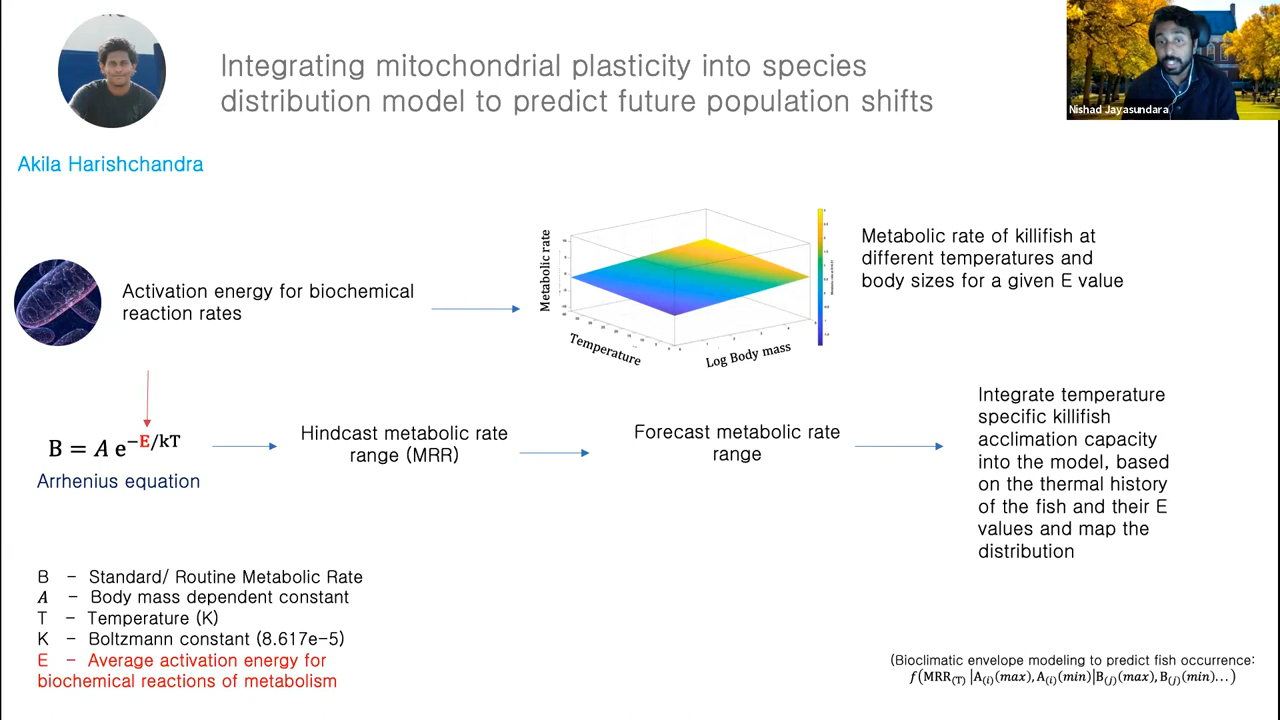 Integrating mitochondrial plasticity into species
distribution model to predict future population shifts
Nishad Jayasundara
Akila Harishchandra
Activation energy for biochemical
reaction rates
Metabolic rate
Temperature
Log Body mass
Metabolic rate of killifish at
different temperatures and
body sizes for a given E value
B = A e^−E/kT
Arrhenius equation
Hindcast metabolic rate
range (MRR)
Forecast metabolic rate
range
Integrate temperature
specific killifish
acclimation capacity
into the model, based
on the thermal history
of the fish and their E
values and map the
distribution
B – Standard/ Routine Metabolic Rate
A – Body mass dependent constant
T – Temperature (K)
K – Boltzmann constant (8.617e-5)
E – Average activation energy for
biochemical reactions of metabolism
(Bioclimatic envelope modeling to predict fish occurrence:
f(MRR(T) |A(i)(max), A(i)(min)|B(j)(max), B(j)(min)…)